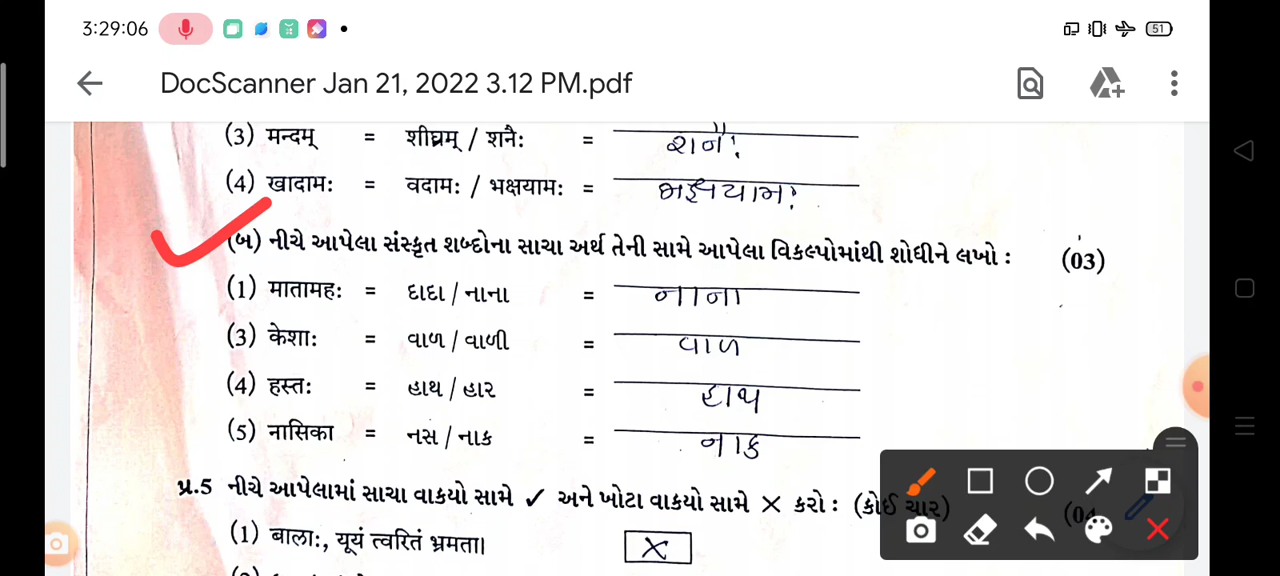 3:29:06
51
DocScanner Jan 21, 2022 3.12 PM.pdf
(3) मन्दम् = शीघ्रम् / शनैः = शनैः
(4) खादामः = वदामः / भक्षयामः = भक्षयामः
(બ) નીચે આપેલા સંસ્કૃત શબ્દોના સાચા અર્થ તેની સામે આપેલા વિકલ્પોમાંથી શોધીને લખો : (03)
(1) मातामहः = દાદા / નાના = નાના
(3) केशाः = વાળ / વાળી = વાળ
(4) हस्तः = હાથ / હાર = હાથ
(5) नासिका = નસ / નાક = નાક
પ્ર.5 નીચે આપેલામાં સાચા વાક્યો સામે ✓ અને ખોટા વાક્યો સામે × કરો : (કોઈ ચાર) (04
(1) बालाः, यूयं त्वरितं भ्रमता। ×